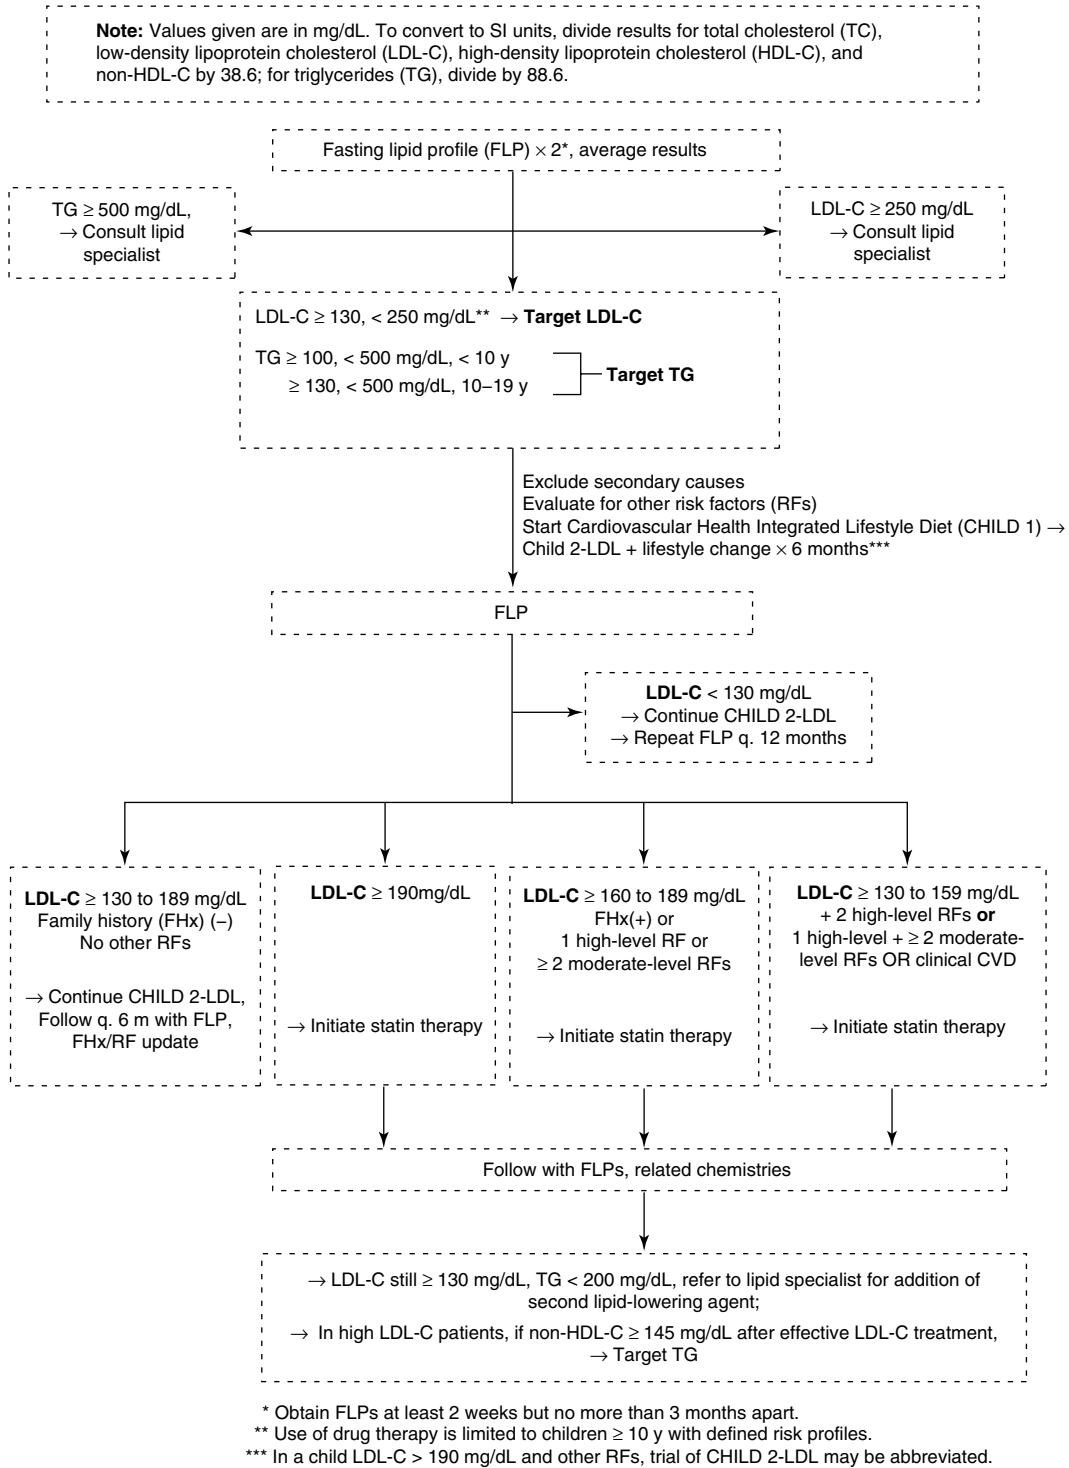 Note: Values given are in mg/dL. To convert to SI units, divide results for total cholesterol (TC),
low-density lipoprotein cholesterol (LDL-C), high-density lipoprotein cholesterol (HDL-C), and
non-HDL-C by 38.6; for triglycerides (TG), divide by 88.6.
Fasting lipid profile (FLP) × 2*, average results
TG ≥ 500 mg/dL,
→ Consult lipid
specialist
LDL-C ≥ 250 mg/dL
→ Consult lipid
specialist
LDL-C ≥ 130, < 250 mg/dL** → Target LDL-C
TG ≥ 100, < 500 mg/dL, < 10 y
≥ 130, < 500 mg/dL, 10–19 y
Target TG
Exclude secondary causes
Evaluate for other risk factors (RFs)
Start Cardiovascular Health Integrated Lifestyle Diet (CHILD 1) →
Child 2-LDL + lifestyle change × 6 months***
FLP
LDL-C < 130 mg/dL
→ Continue CHILD 2-LDL
→ Repeat FLP q. 12 months
LDL-C ≥ 130 to 189 mg/dL
Family history (FHx) (−)
No other RFs
→ Continue CHILD 2-LDL,
Follow q. 6 m with FLP,
FHx/RF update
LDL-C ≥ 190mg/dL
→ Initiate statin therapy
LDL-C ≥ 160 to 189 mg/dL
FHx(+) or
1 high-level RF or
≥ 2 moderate-level RFs
→ Initiate statin therapy
LDL-C ≥ 130 to 159 mg/dL
+ 2 high-level RFs or
1 high-level + ≥ 2 moderate-
level RFs OR clinical CVD
→ Initiate statin therapy
Follow with FLPs, related chemistries
→ LDL-C still ≥ 130 mg/dL, TG < 200 mg/dL, refer to lipid specialist for addition of
second lipid-lowering agent;
→ In high LDL-C patients, if non-HDL-C ≥ 145 mg/dL after effective LDL-C treatment,
→ Target TG
* Obtain FLPs at least 2 weeks but no more than 3 months apart.
** Use of drug therapy is limited to children ≥ 10 y with defined risk profiles.
*** In a child LDL-C > 190 mg/dL and other RFs, trial of CHILD 2-LDL may be abbreviated.